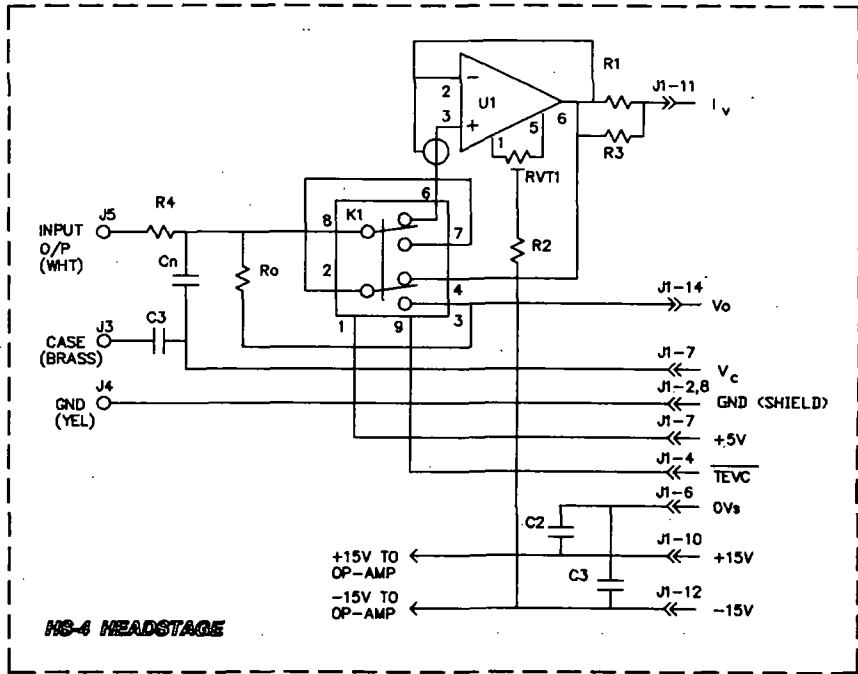 R1
J1-11
2
U1
6
Iv
3
5
1
R3
RVT1
6
J5
R4
8
K1
7
INPUT
O/P
(WHT)
Cn
Ro
2
R2
4
J1-14
Vo
J3
C3
1
9
3
CASE
(BRASS)
J1-7
Vc
J4
J1-2,8
GND
(YEL)
GND (SHIELD)
J1-7
+5V
J1-4
TEVC
J1-6
C2
0Vs
J1-10
+15V TO
OP-AMP
+15V
C3
J1-12
-15V TO
OP-AMP
-15V
HS-4 HEADSTAGE